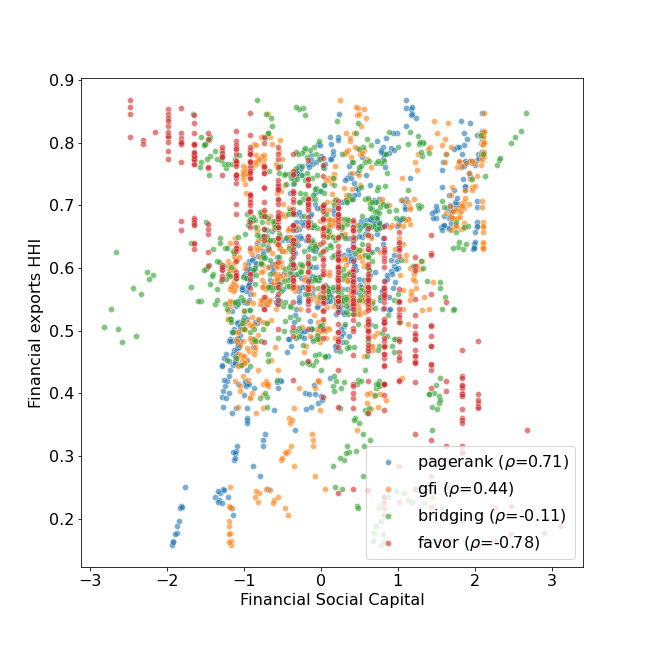 0.9
0.8
0.7
0.6
0.5
0.4
0.3
0.2
Financial exports HHI
pagerank (ρ=0.71)
gfi (ρ=0.44)
bridging (ρ=-0.11)
favor (ρ=-0.78)
−3 −2 −1 0 1 2 3
Financial Social Capital